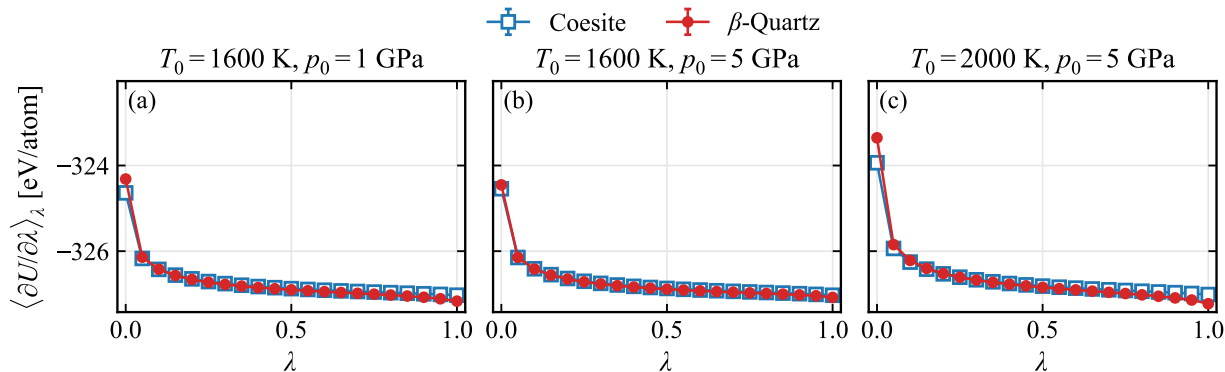 Coesite β-Quartz
T₀ = 1600 K, p₀ = 1 GPa T₀ = 1600 K, p₀ = 5 GPa T₀ = 2000 K, p₀ = 5 GPa
(a) (b) (c)
⟨∂U/∂λ⟩_λ [eV/atom]
−324
−326
0.0 0.5 1.0 0.0 0.5 1.0 0.0 0.5 1.0
λ λ λ